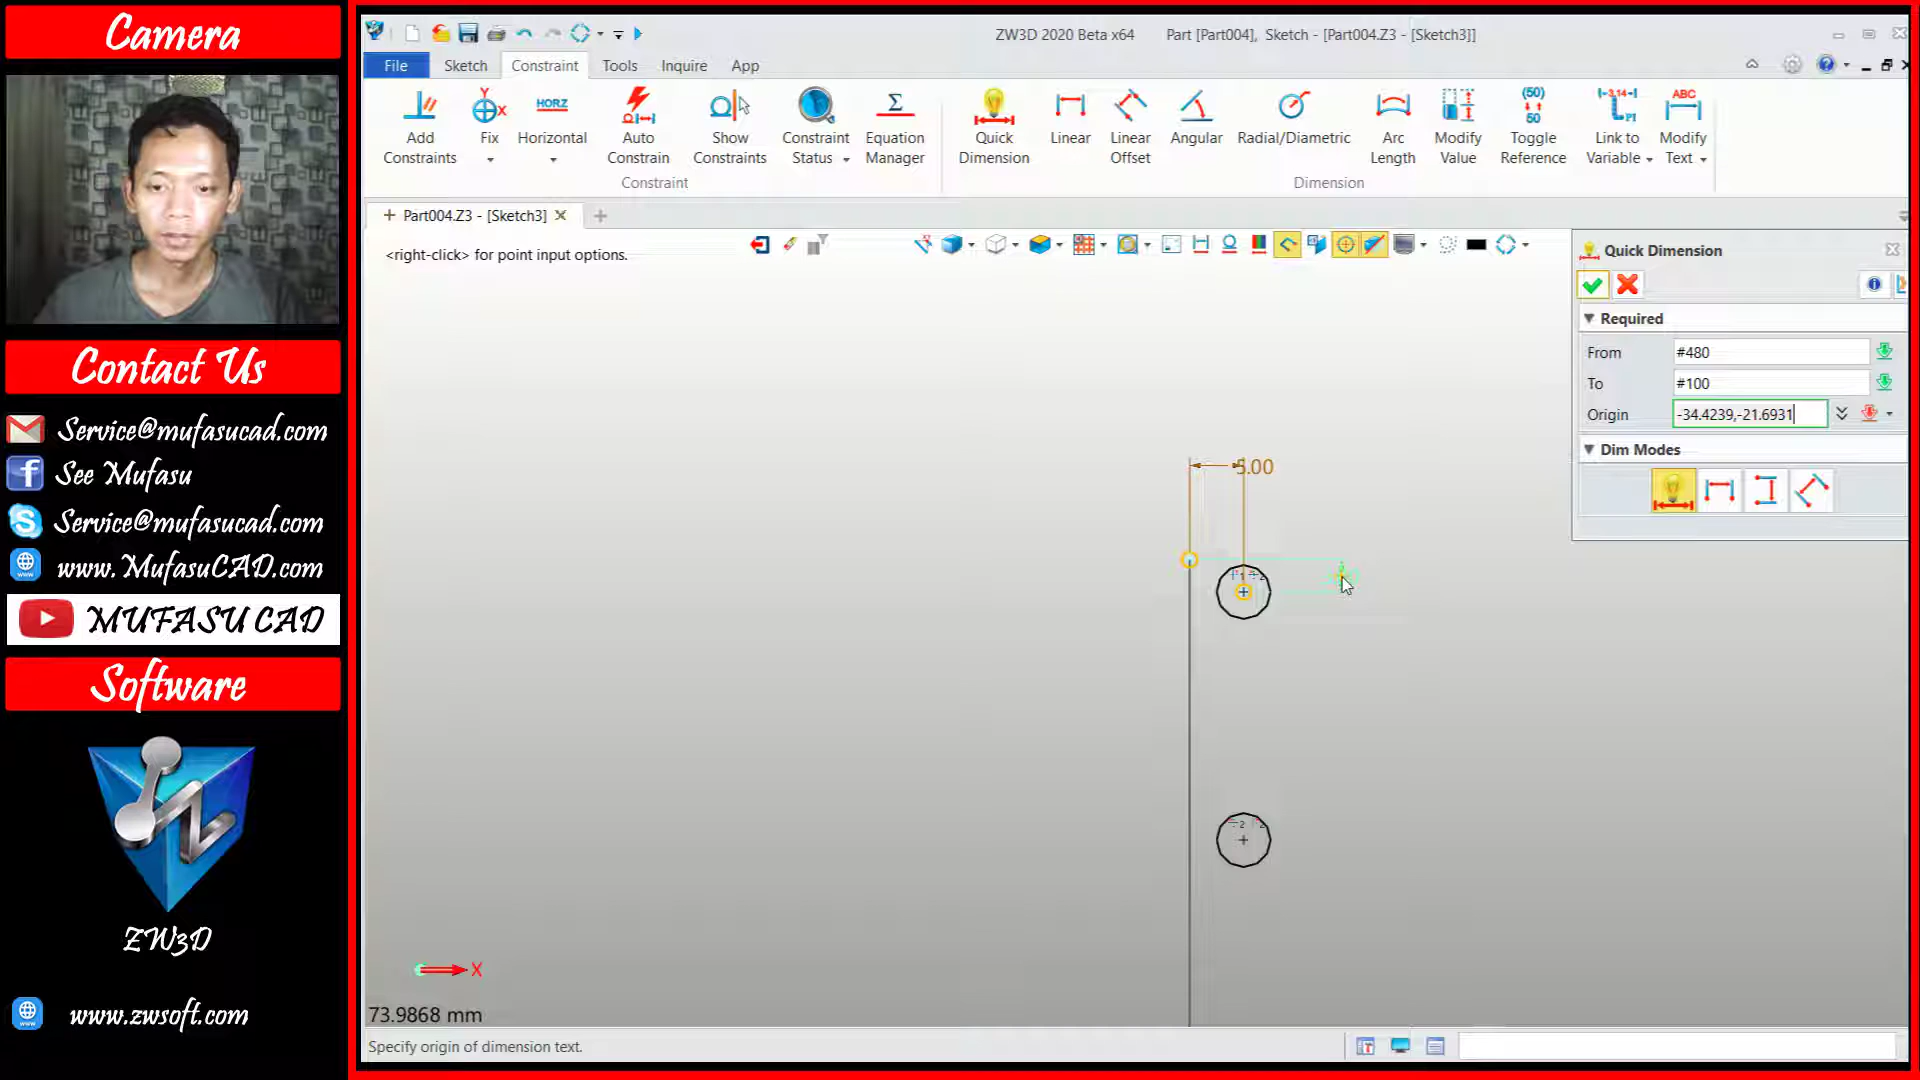 Camera
Contact Us
Service@mufasucad.com
See Mufasu
Service@mufasucad.com
www.MufasuCAD.com
MUFASU CAD
Software
ZW3D
www.zwsoft.com
ZW3D 2020 Beta x64 Part [Part004], Sketch - [Part004.Z3 - [Sketch3]]
File Sketch Constraint Tools Inquire App
Add Constraints
Fix
HORZ
Horizontal
Auto Constrain
Show Constraints
Constraint Status
Equation Manager
Quick Dimension
Linear
Linear Offset
Angular
Radial/Diametric
Arc Length
Modify Value
(50) 50
Toggle Reference
Link to Variable
ABC
Modify Text
Constraint
Dimension
Part004.Z3 - [Sketch3]
<right-click> for point input options.
Quick Dimension
Required
From #480
To #100
Origin -34.4239,-21.6931
Dim Modes
5.00
X
73.9868 mm
Specify origin of dimension text.